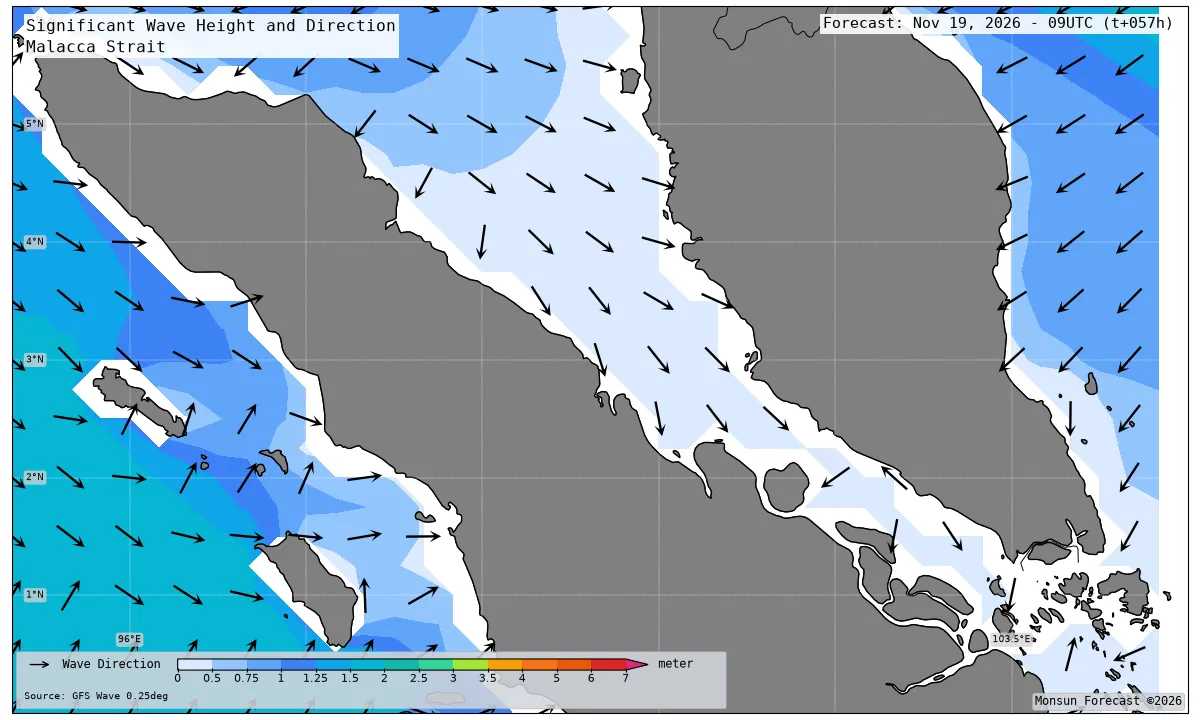 Significant Wave Height and Direction
Malacca Strait
Forecast: Nov 19, 2026 - 09UTC (t+057h)
5°N
4°N
3°N
2°N
1°N
96°E
103.5°E
Wave Direction
meter
0 0.5 0.75 1 1.25 1.5 2 2.5 3 3.5 4 5 6 7
Source: GFS Wave 0.25deg
Monsun Forecast ©2026